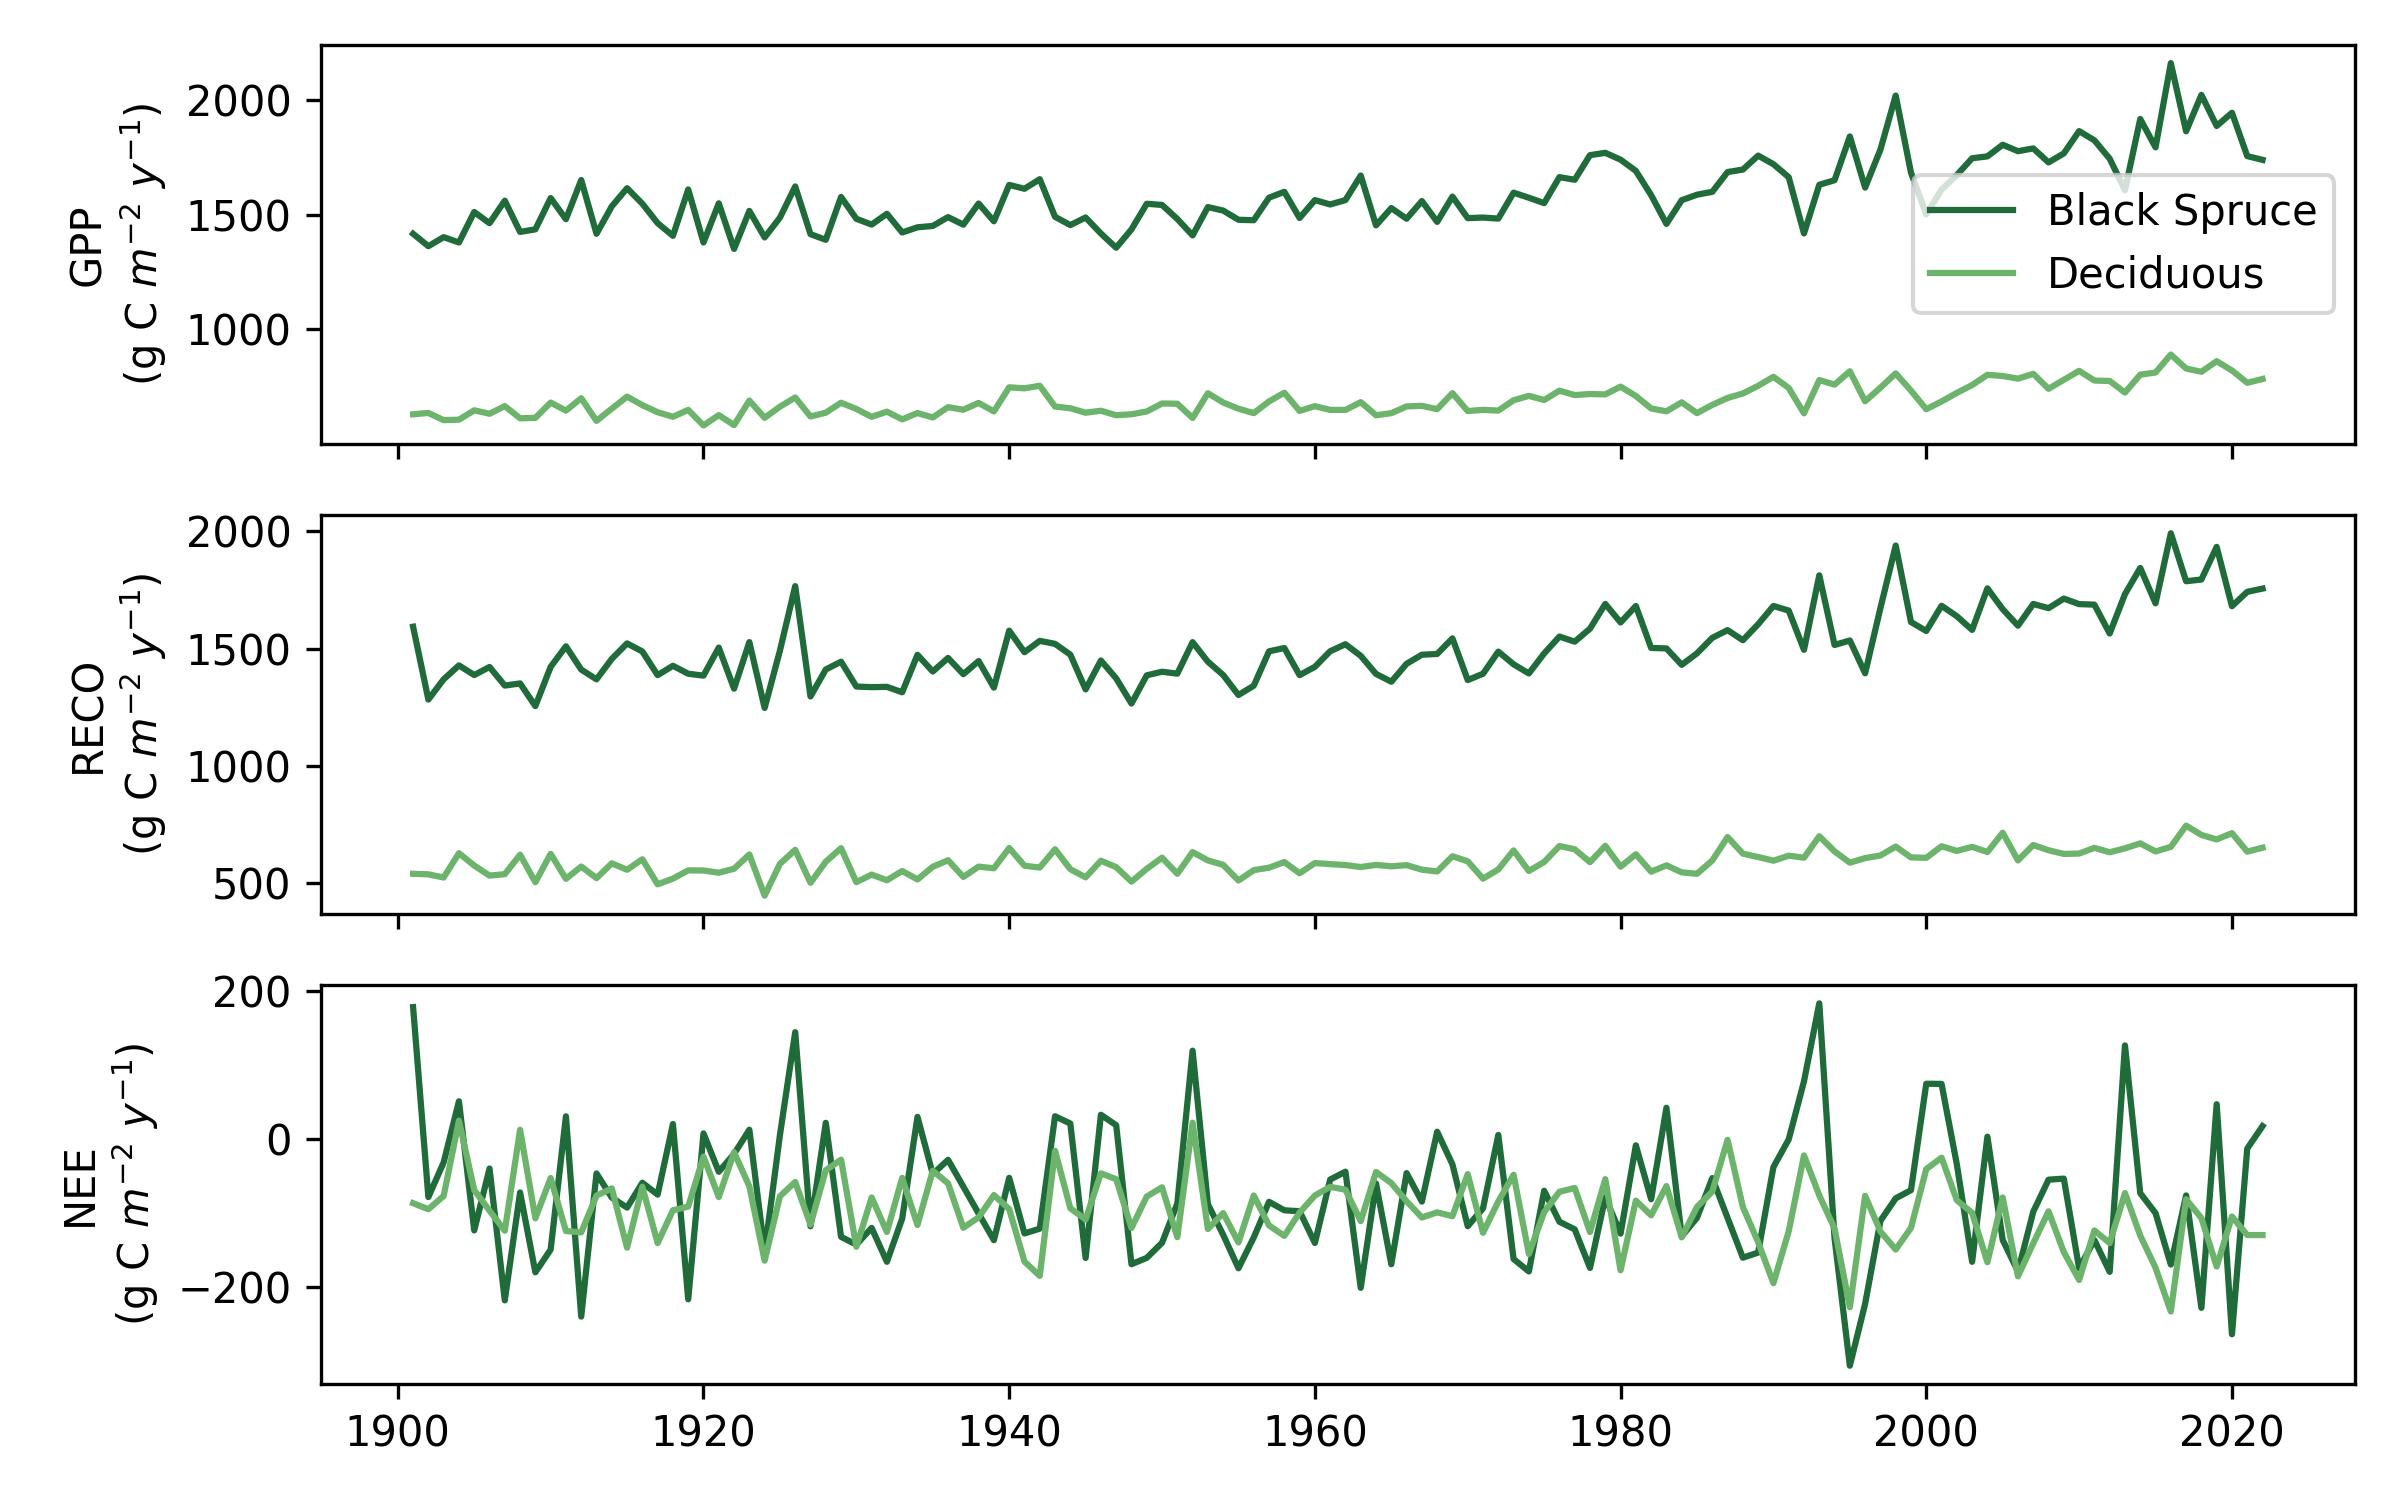 GPP
(g C m⁻² y⁻¹)
2000
1500
1000
Black Spruce
Deciduous
RECO
(g C m⁻² y⁻¹)
2000
1500
1000
500
NEE
(g C m⁻² y⁻¹)
200
0
−200
1900 1920 1940 1960 1980 2000 2020